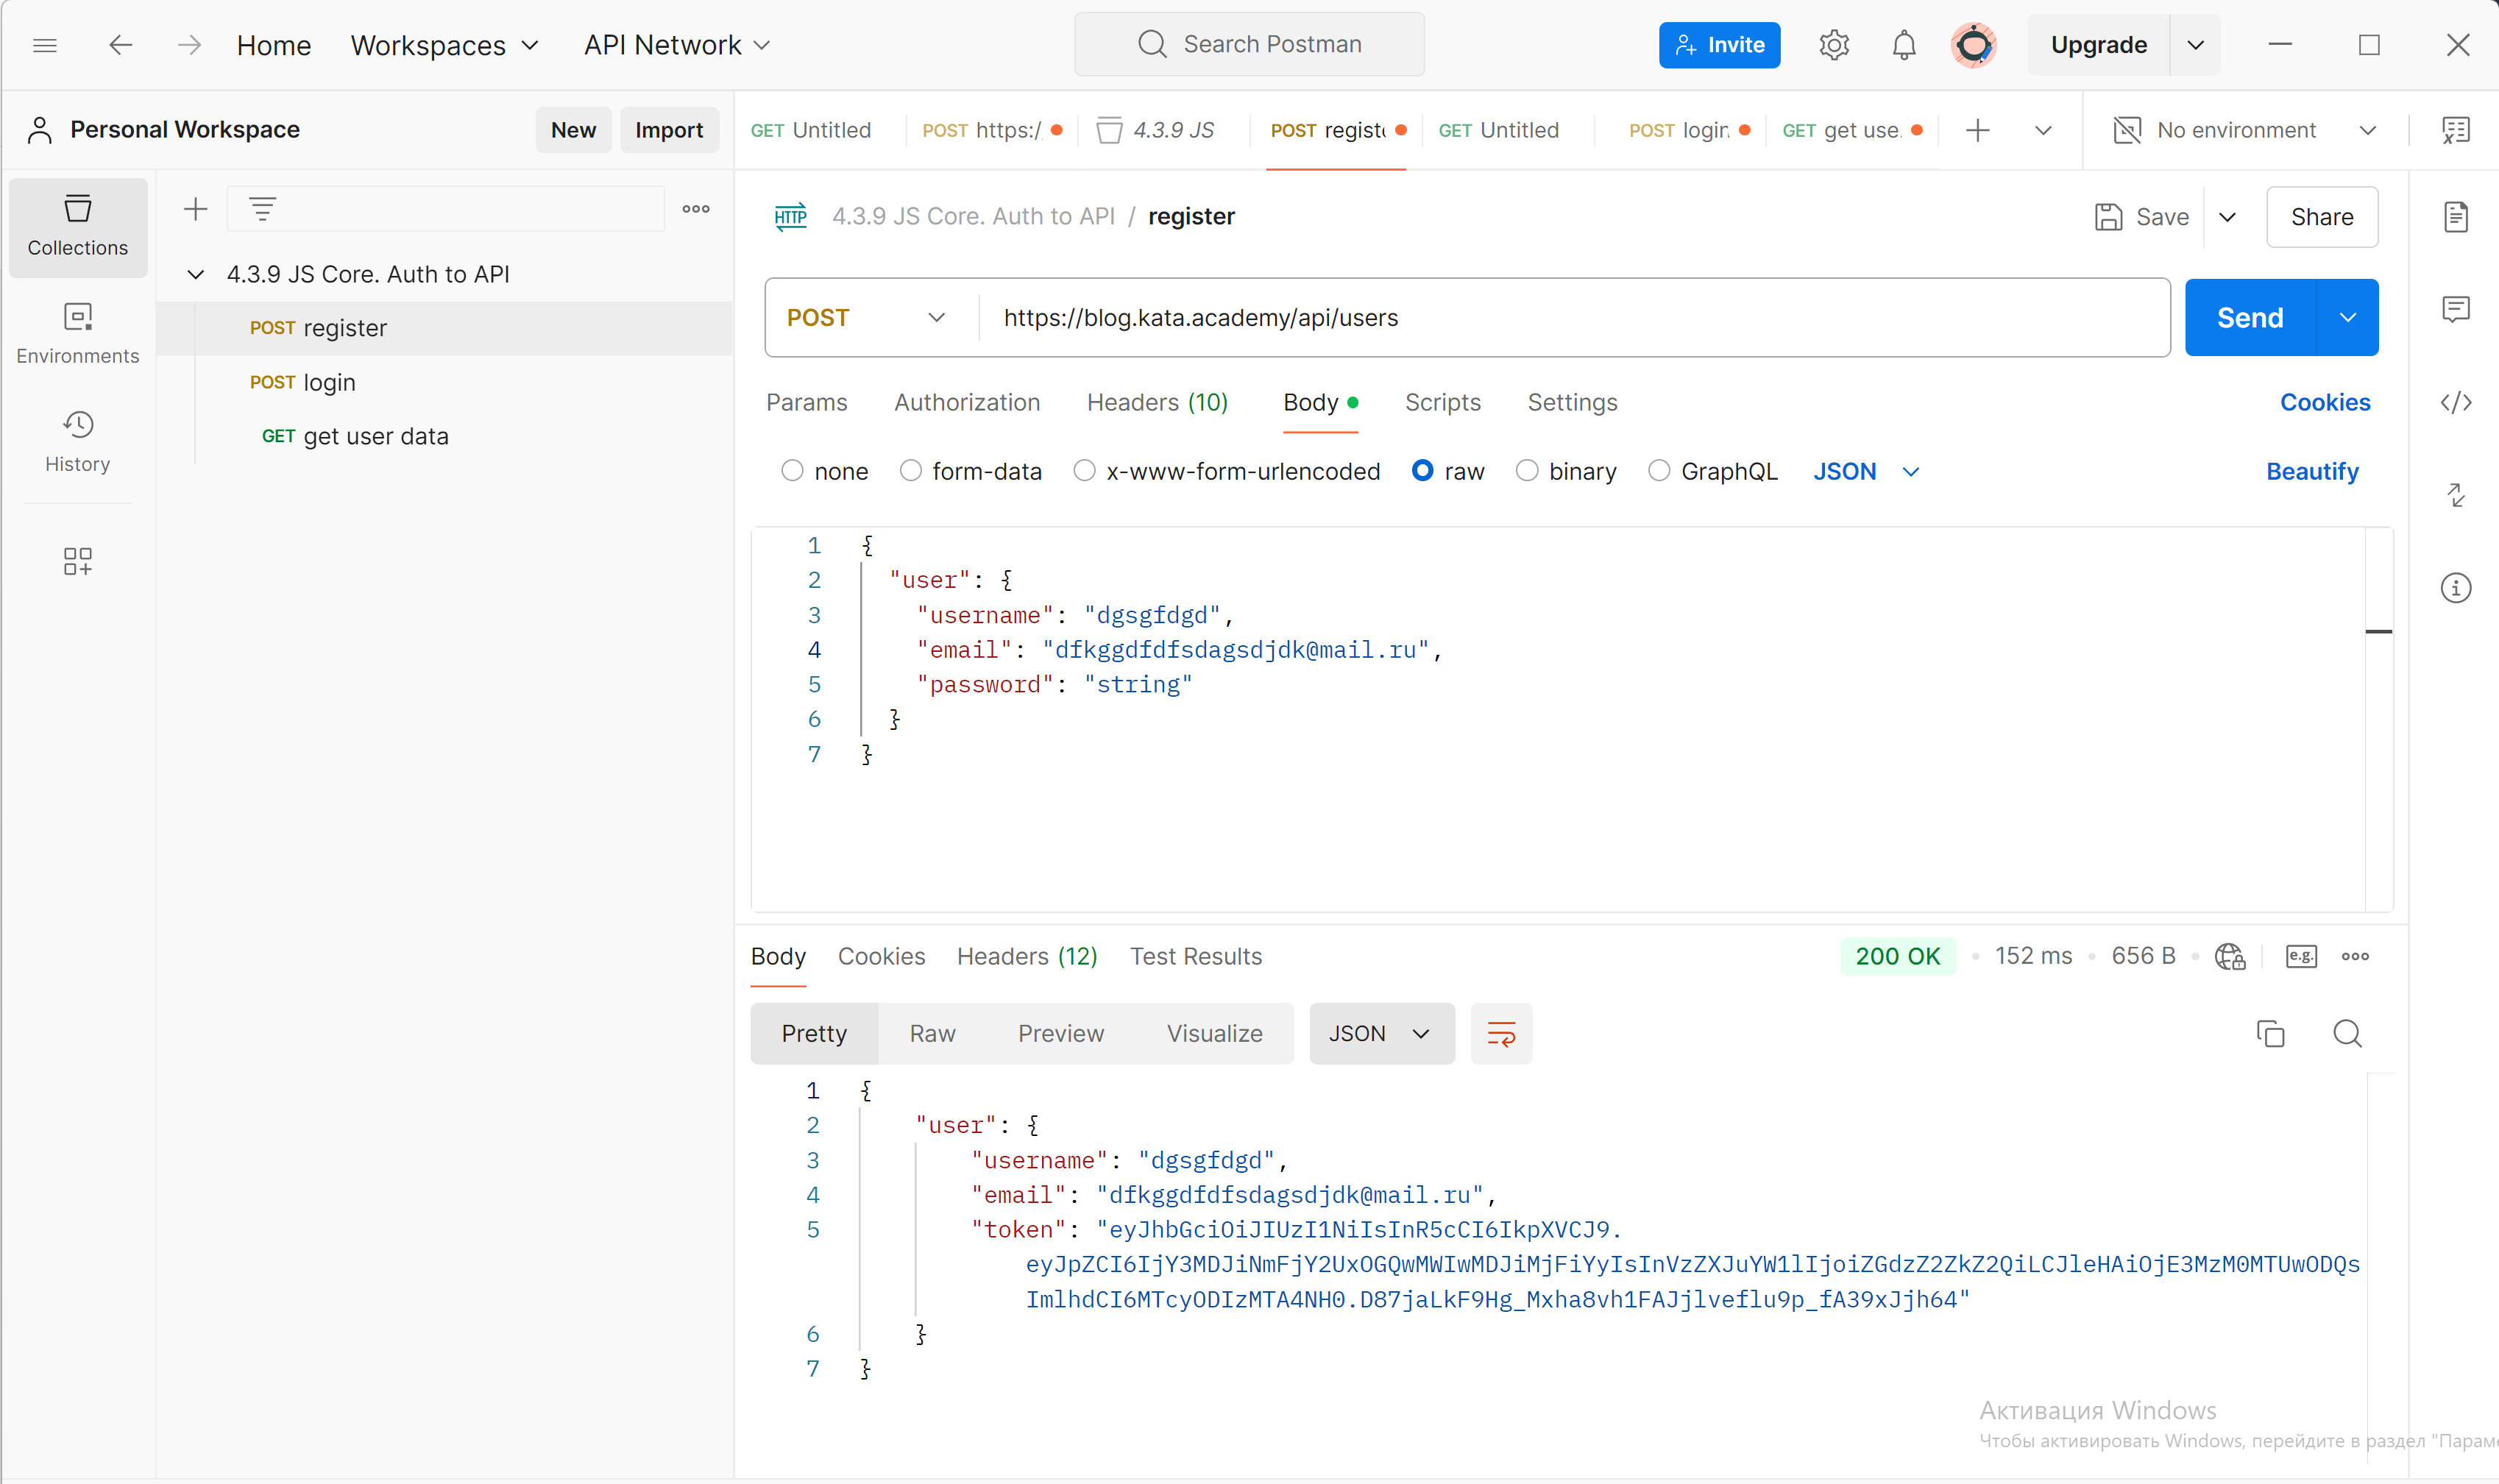 Home Workspaces API Network Search Postman Invite Upgrade
Personal Workspace New Import
GET Untitled POST https:/ 4.3.9 JS POST registe GET Untitled POST login GET get use No environment
Collections
Environments
History
4.3.9 JS Core. Auth to API
POST register
POST login
GET get user data
HTTP 4.3.9 JS Core. Auth to API / register Save Share
POST https://blog.kata.academy/api/users Send
Params Authorization Headers (10) Body Scripts Settings Cookies
none form-data x-www-form-urlencoded raw binary GraphQL JSON Beautify
1 {
2 "user": {
3 "username": "dgsgfdgd",
4 "email": "dfkggdfdfsdagsdjdk@mail.ru",
5 "password": "string"
6 }
7 }
Body Cookies Headers (12) Test Results 200 OK 152 ms 656 B e.g.
Pretty Raw Preview Visualize JSON
1 {
2 "user": {
3 "username": "dgsgfdgd",
4 "email": "dfkggdfdfsdagsdjdk@mail.ru",
5 "token": "eyJhbGciOiJIUzI1NiIsInR5cCI6IkpXVCJ9.
eyJpZCI6IjY3MDJiNmFjY2UxOGQwMWIwMDJiMjFiYyIsInVzZXJuYW1lIjoiZGdzZ2ZkZ2QiLCJleHAiOjE3MzM0MTUwODQs
ImlhdCI6MTcyODIzMTA4NH0.D87jaLkF9Hg_Mxha8vh1FAJjlveflu9p_fA39xJjh64"
6 }
7 }
Активация Windows
Чтобы активировать Windows, перейдите в раздел "Парам